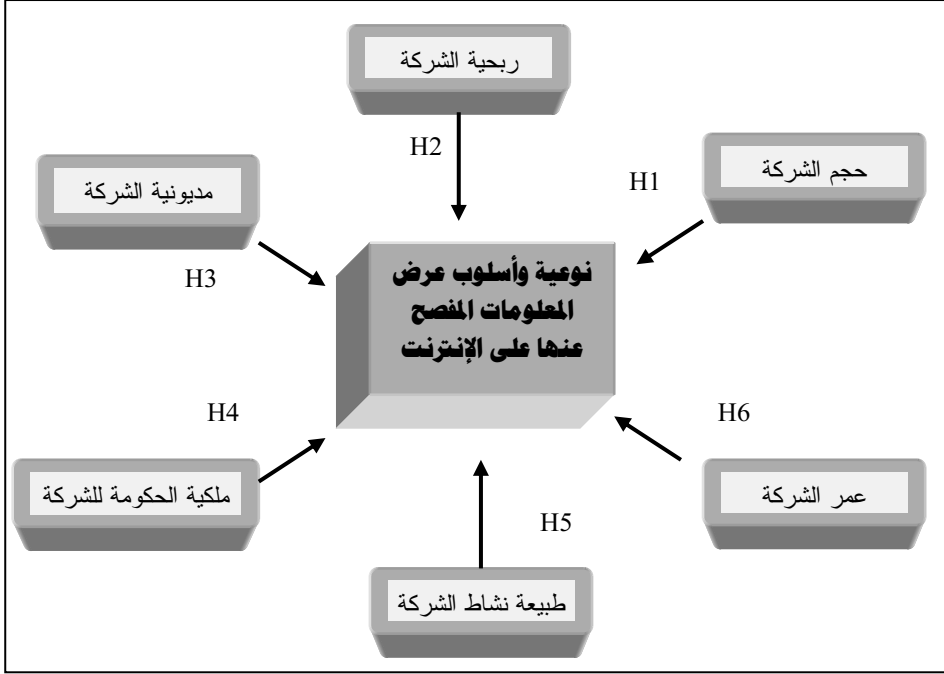 ربحية الشركة
H2
حجم الشركة
H1
مديونية الشركة
H3
نوعية وأسلوب عرض
المعلومات المفصح
عنها على الإنترنت
H4
ملكية الحكومة للشركة
H6
عمر الشركة
H5
طبيعة نشاط الشركة